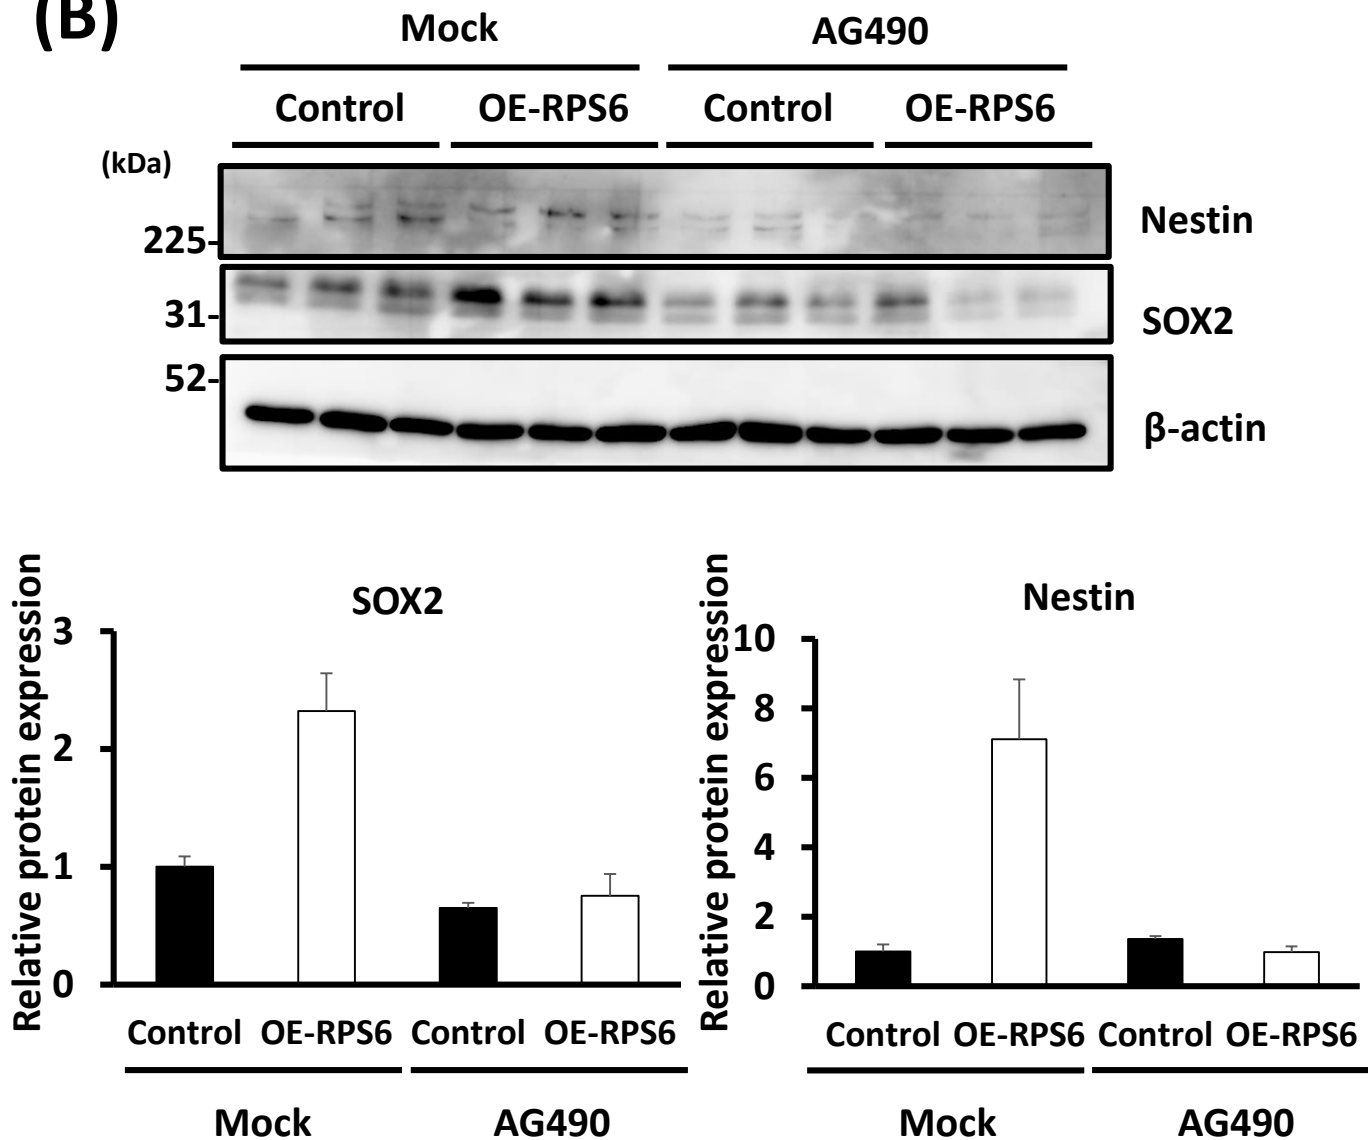 (B)
Mock AG490
Control OE-RPS6 Control OE-RPS6
(kDa)
225- Nestin
31- SOX2
52-
β-actin
SOX2
Relative protein expression
3
2
1
0
Control OE-RPS6 Control OE-RPS6
Mock AG490
Nestin
Relative protein expression
10
8
6
4
2
0
Control OE-RPS6 Control OE-RPS6
Mock AG490